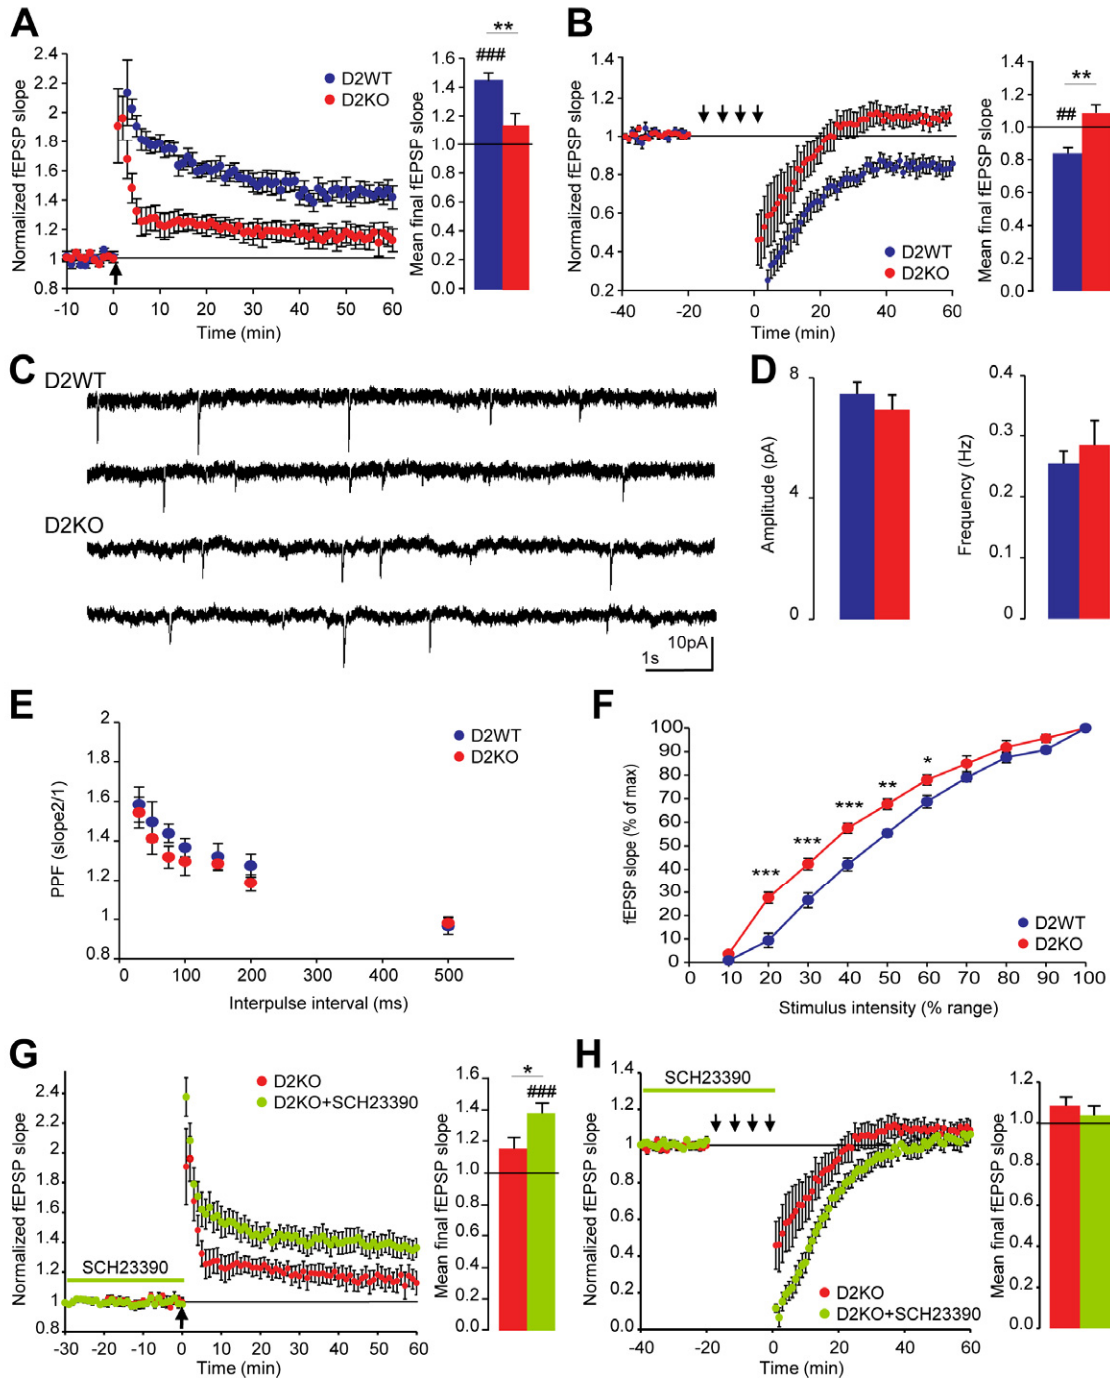 A
Normalized fEPSP slope
2.4
2.2
2.0
1.8
1.6
1.4
1.2
1
0.8
-10 0 10 20 30 40 50 60
Time (min)
D2WT
D2KO
Mean final fEPSP slope
1.6
1.4
1.2
1.0
0.8
0.6
0.4
0.2
0.0
###
**
B
Normalized fEPSP slope
1.4
1.2
1
0.8
0.6
0.4
0.2
-40 -20 0 20 40 60
Time (min)
D2WT
D2KO
Mean final fEPSP slope
1.4
1.2
1.0
0.8
0.6
0.4
0.2
0.0
##
**
C
D2WT
D2KO
10pA
1s
D
Amplitude (pA)
8
4
0
Frequency (Hz)
0.4
0.3
0.2
0.1
0
E
PPF (slope2/1)
2
1.8
1.6
1.4
1.2
1
0.8
0 100 200 300 400 500
Interpulse interval (ms)
D2WT
D2KO
F
fEPSP slope (% of max)
100
90
80
70
60
50
40
30
20
10
0
0 10 20 30 40 50 60 70 80 90 100
Stimulus intensity (% range)
*** *** *** ** *
D2WT
D2KO
G
Normalized fEPSP slope
2.4
2.2
2.0
1.8
1.6
1.4
1.2
1
0.8
-30 -20 -10 0 10 20 30 40 50 60
Time (min)
SCH23390
D2KO
D2KO+SCH23390
Mean final fEPSP slope
1.6
1.4
1.2
1.0
0.8
0.6
0.4
0.2
0.0
*
###
H
Normalized fEPSP slope
1.4
1.2
1
0.8
0.6
0.4
0.2
0.0
-40 -20 0 20 40 60
Time (min)
SCH23390
D2KO
D2KO+SCH23390
Mean final fEPSP slope
1.2
1.0
0.8
0.6
0.4
0.2
0.0